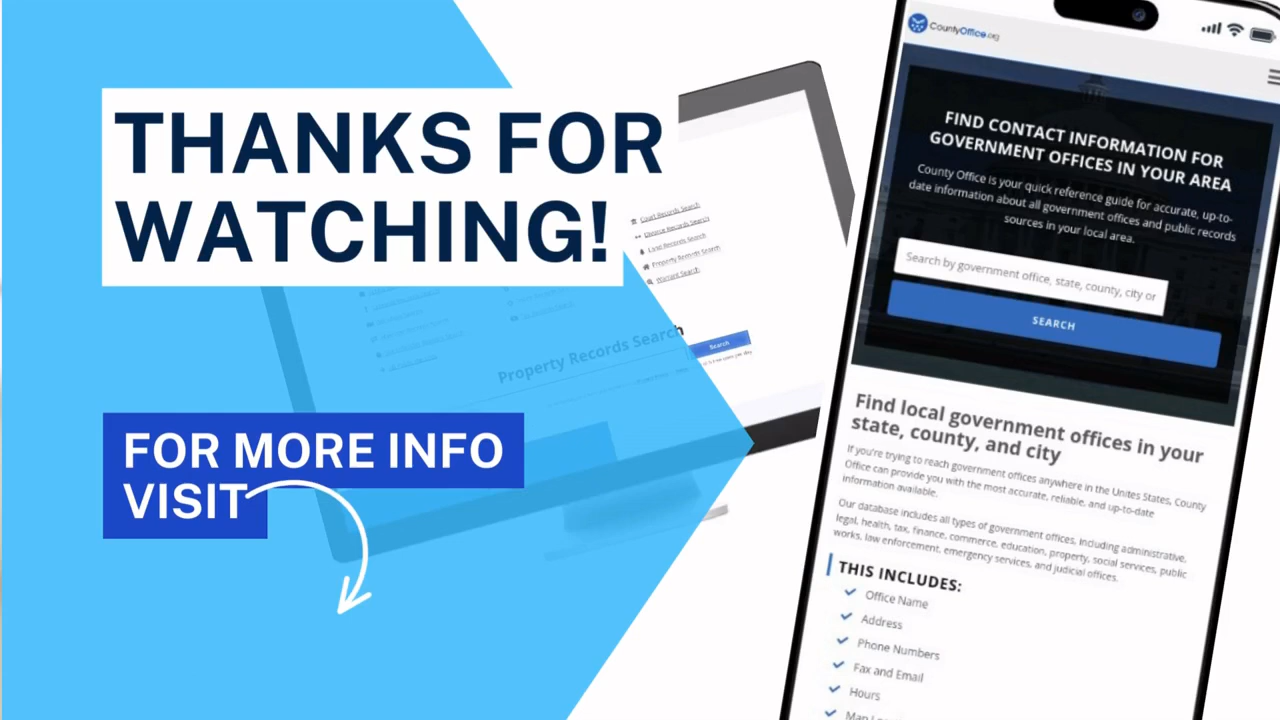 THANKS FOR
WATCHING!
FOR MORE INFO
VISIT
Court Records Search
Divorce Records Search
Land Records Search
Property Records Search
Warrant Search
Property Records Search
Search
CountyOffice.org
FIND CONTACT INFORMATION FOR
GOVERNMENT OFFICES IN YOUR AREA
County Office is your quick reference guide for accurate, up-to-
date information about all government offices and public records
sources in your local area.
Search by government office, state, county, city or
SEARCH
Find local government offices in your
state, county, and city
If you're trying to reach government offices anywhere in the Unites States, County
Office can provide you with the most accurate, reliable, and up-to-date
information available.
Our database includes all types of government offices, including administrative,
legal, health, tax, finance, commerce, education, property, social services, public
works, law enforcement, emergency services, and judicial offices.
THIS INCLUDES:
Office Name
Address
Phone Numbers
Fax and Email
Hours
Map